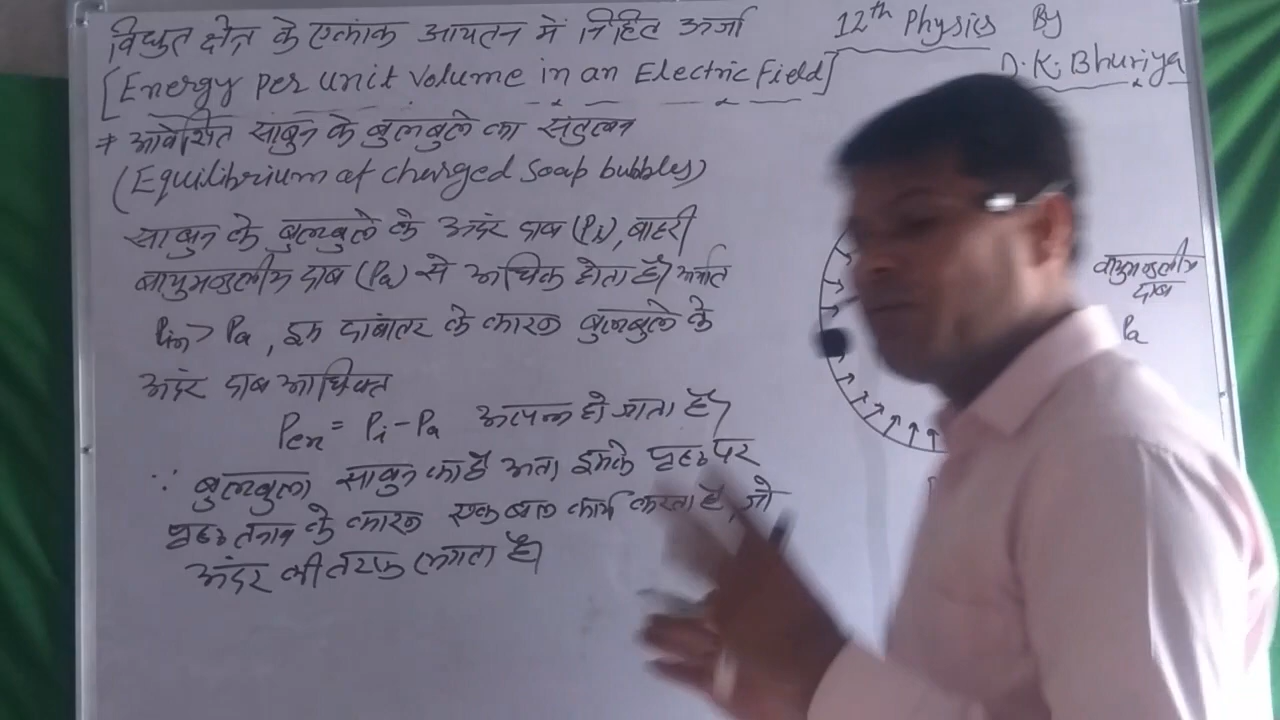 विद्युत क्षेत्र के एकांक आयतन में निहित ऊर्जा
12th Physics By
[Energy Per unit Volume in an Electric Field]
D. K. Bhuriya
⇒ आवेशित साबुन के बुलबुले का संतुलन
(Equilibrium of charged soap bubbles)
साबुन के बुलबुले के अंदर दाब (Pi), बाहरी
वायुमण्डलीय दाब (Pa) से अधिक होता है। अर्थात
Pin > Pa, इस दाबांतर के कारण बुलबुले के
अंदर दाब आधिक्य
Pex = Pi - Pa उत्पन्न हो जाता है।
∵ बुलबुला साबुन का है अतः इसके पृष्ठ पर
पृष्ठ तनाव के कारण एक बल कार्य करता है, जो
अंदर की तरफ लगता है।
वायुमण्डलीय
दाब
Pa